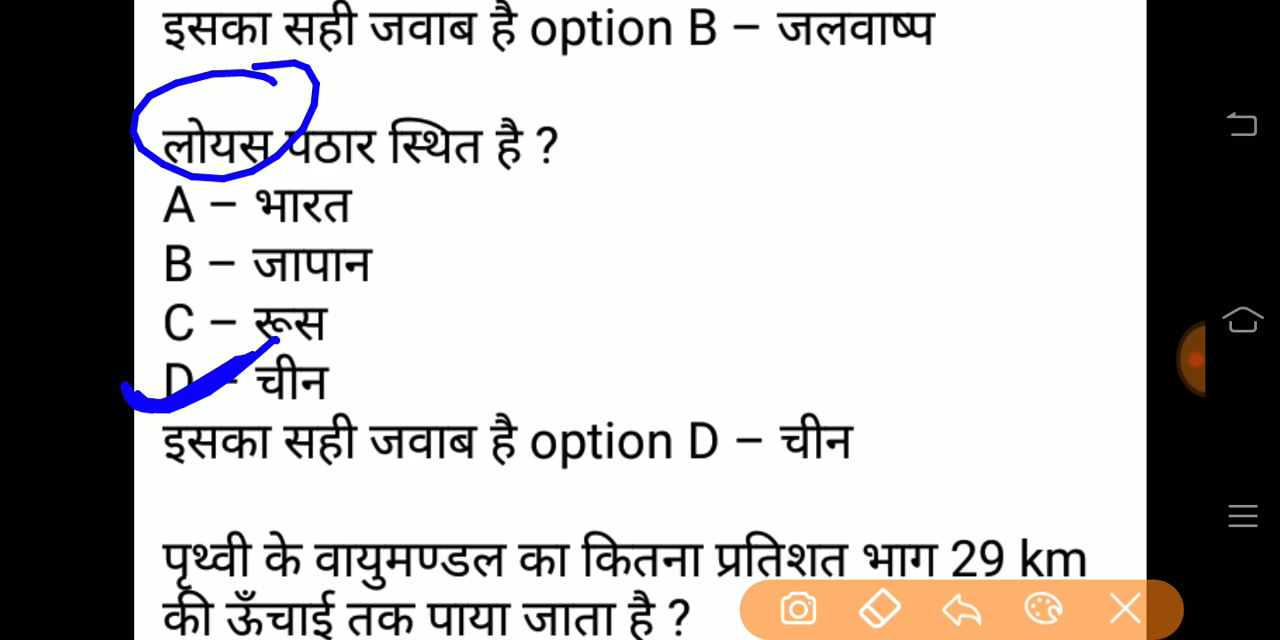 इसका सही जवाब है option B – जलवाष्प
लोयस पठार स्थित है ?
A – भारत
B – जापान
C – रूस
D – चीन
इसका सही जवाब है option D – चीन
पृथ्वी के वायुमण्डल का कितना प्रतिशत भाग 29 km
की ऊँचाई तक पाया जाता है ?